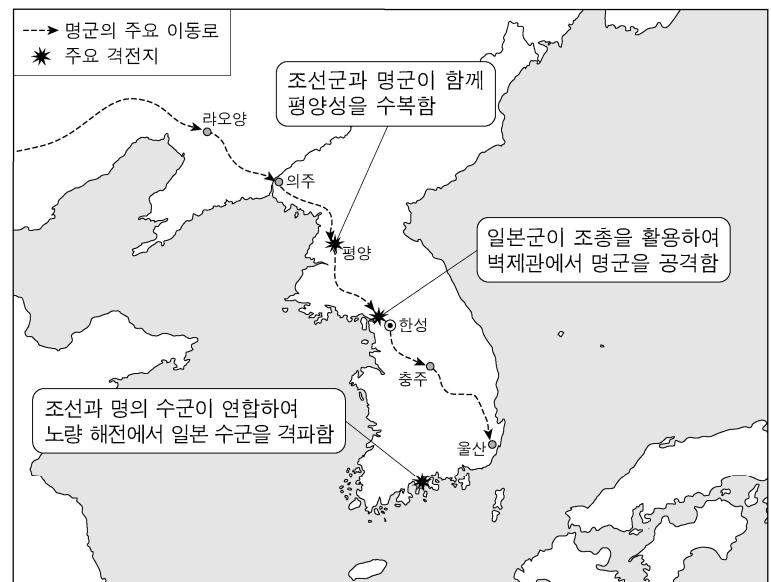 명군의 주요 이동로
주요 격전지
조선군과 명군이 함께
평양성을 수복함
랴오양
의주
평양
일본군이 조총을 활용하여
벽제관에서 명군을 공격함
한성
충주
조선과 명의 수군이 연합하여
노량 해전에서 일본 수군을 격파함
울산